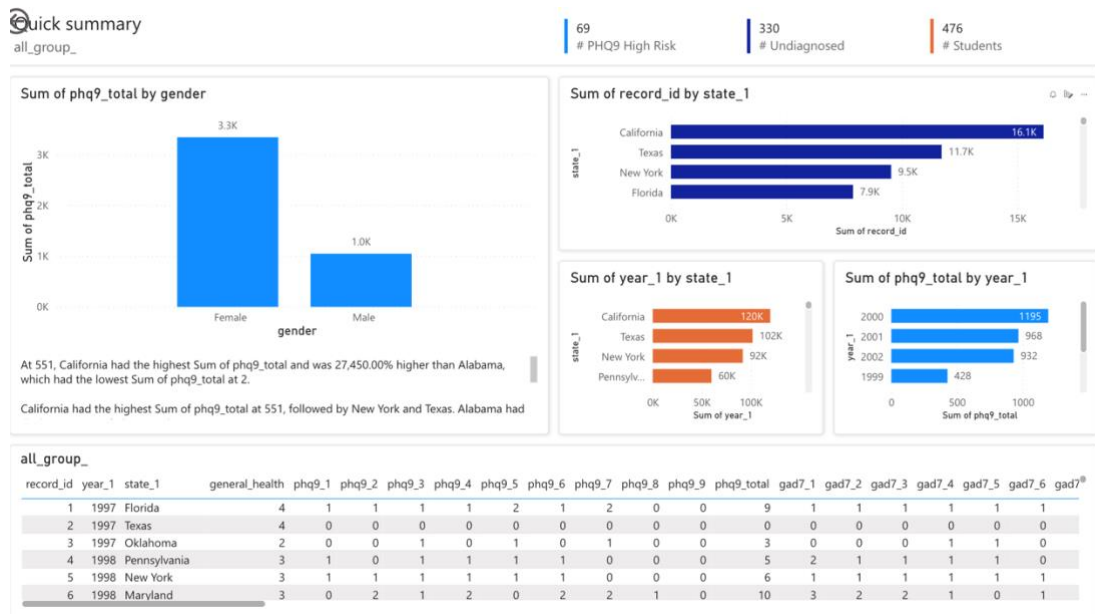 Quick summary
all_group_
69
# PHQ9 High Risk
330
# Undiagnosed
476
# Students
Sum of phq9_total by gender
Sum of phq9_total
3K
2K
1K
0K
3.3K
1.0K
Female
Male
gender
At 551, California had the highest Sum of phq9_total and was 27,450.00% higher than Alabama,
which had the lowest Sum of phq9_total at 2.
California had the highest Sum of phq9_total at 551, followed by New York and Texas. Alabama had
Sum of record_id by state_1
state_1
California 16.1K
Texas 11.7K
New York 9.5K
Florida 7.9K
0K 5K 10K 15K
Sum of record_id
Sum of year_1 by state_1
state_1
California 120K
Texas 102K
New York 92K
Pennsylv... 60K
0K 50K 100K
Sum of year_1
Sum of phq9_total by year_1
year_1
2000 1195
2001 968
2002 932
1999 428
0 500 1000
Sum of phq9_total
all_group_
record_id year_1 state_1 general_health phq9_1 phq9_2 phq9_3 phq9_4 phq9_5 phq9_6 phq9_7 phq9_8 phq9_9 phq9_total gad7_1 gad7_2 gad7_3 gad7_4 gad7_5 gad7_6 gad7
1 1997 Florida 4 1 1 1 1 2 1 2 0 0 9 1 1 1 1 1 1
2 1997 Texas 4 0 0 0 0 0 0 0 0 0 0 0 0 0 0 0 0
3 1997 Oklahoma 2 0 0 1 0 1 0 1 0 0 3 0 0 0 1 1 0
4 1998 Pennsylvania 3 1 0 1 1 1 1 0 0 0 5 2 1 1 1 1 0
5 1998 New York 3 1 1 1 1 1 1 0 0 0 6 1 1 1 1 1 1
6 1998 Maryland 3 0 2 1 2 0 2 2 1 0 10 3 2 2 1 0 1